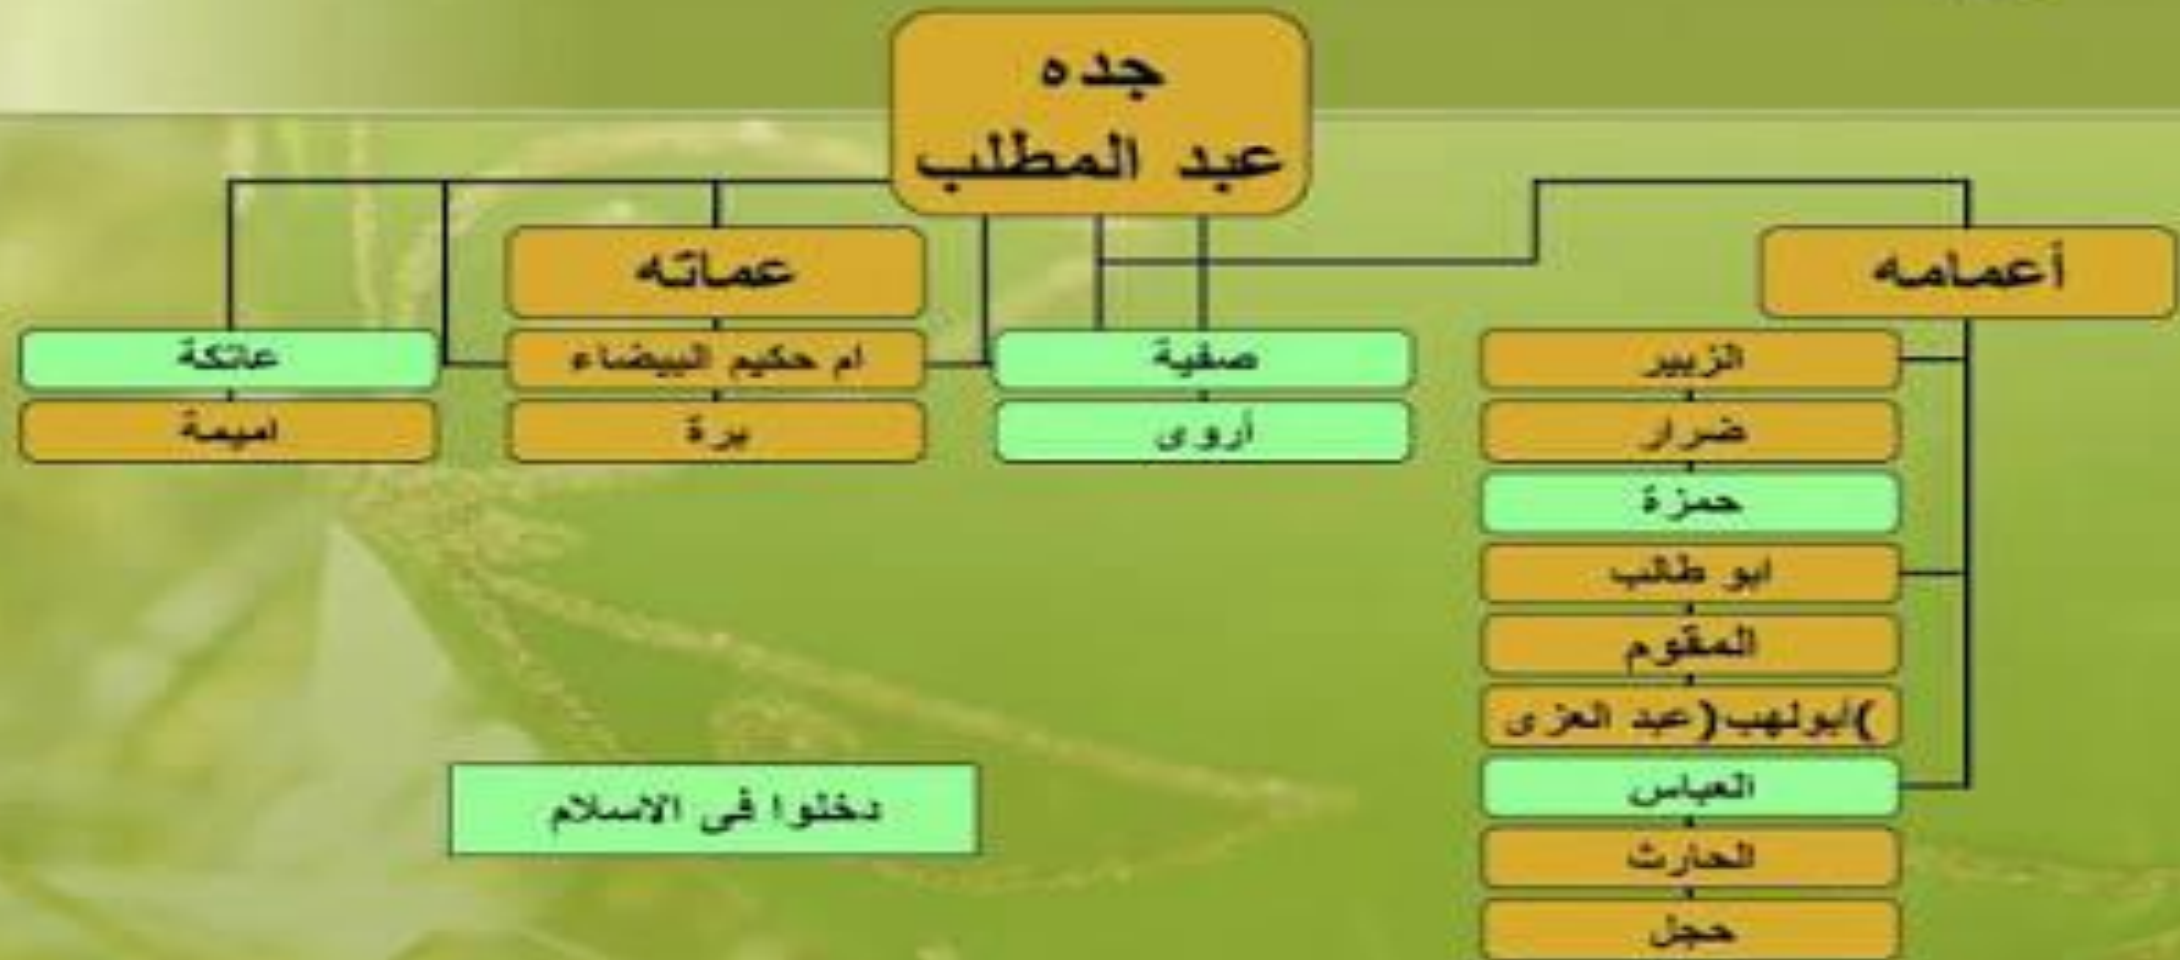 جده
عبد المطلب
أعمامه
عماته
الزبير
ضرار
حمزة
ابو طالب
المقوم
)ابولهب(عبد العزى
العباس
الحارث
حجل
صفية
أروى
ام حكيم البيضاء
برة
عاتكة
اميمة
دخلوا فى الاسلام